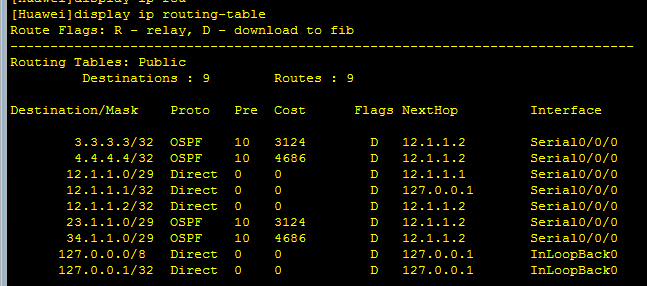 [Huawei]display ip rou
[Huawei]display ip routing-table
Route Flags: R - relay, D - download to fib
------------------------------------------------------------------------------
Routing Tables: Public
         Destinations : 9        Routes : 9

Destination/Mask    Proto   Pre  Cost      Flags NextHop         Interface

        3.3.3.3/32  OSPF    10   3124        D   12.1.1.2        Serial0/0/0
        4.4.4.4/32  OSPF    10   4686        D   12.1.1.2        Serial0/0/0
       12.1.1.0/29  Direct  0    0           D   12.1.1.1        Serial0/0/0
       12.1.1.1/32  Direct  0    0           D   127.0.0.1       Serial0/0/0
       12.1.1.2/32  Direct  0    0           D   12.1.1.2        Serial0/0/0
       23.1.1.0/29  OSPF    10   3124        D   12.1.1.2        Serial0/0/0
       34.1.1.0/29  OSPF    10   4686        D   12.1.1.2        Serial0/0/0
      127.0.0.0/8   Direct  0    0           D   127.0.0.1       InLoopBack0
      127.0.0.1/32  Direct  0    0           D   127.0.0.1       InLoopBack0